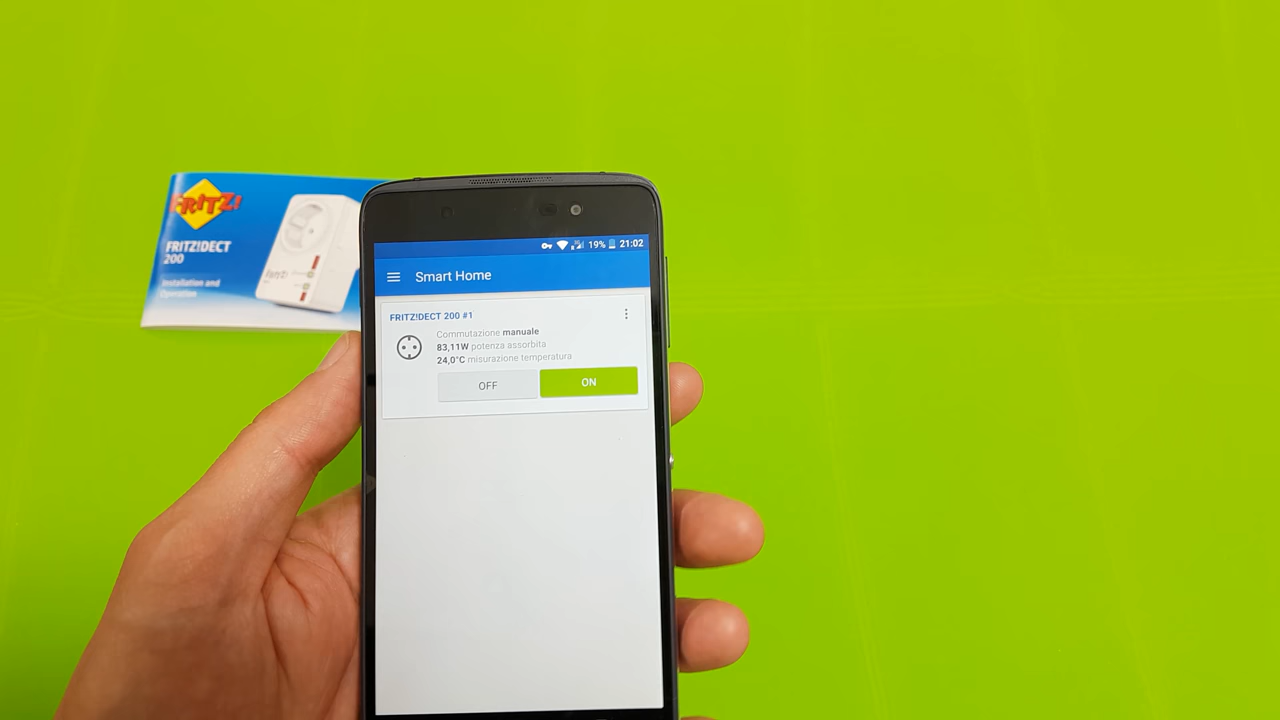 FRITZ!
FRITZ!DECT
200
Installation and
Operation
FRITZ!
19% 21:02
Smart Home
FRITZ!DECT 200 #1
Commutazione manuale
83,11W potenza assorbita
24,0°C misurazione temperatura
OFF
ON